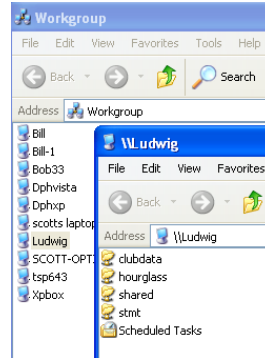 Workgroup
File Edit View Favorites Tools Help
Back Search
Address Workgroup
Bill
Bill-1
Bob33
Dphvista
Dphxp
scotts laptop
Ludwig
SCOTT-OPT
tsp643
Xpbox
\\Ludwig
File Edit View Favorites
Back
Address \\Ludwig
clubdata
hourglass
shared
stmt
Scheduled Tasks